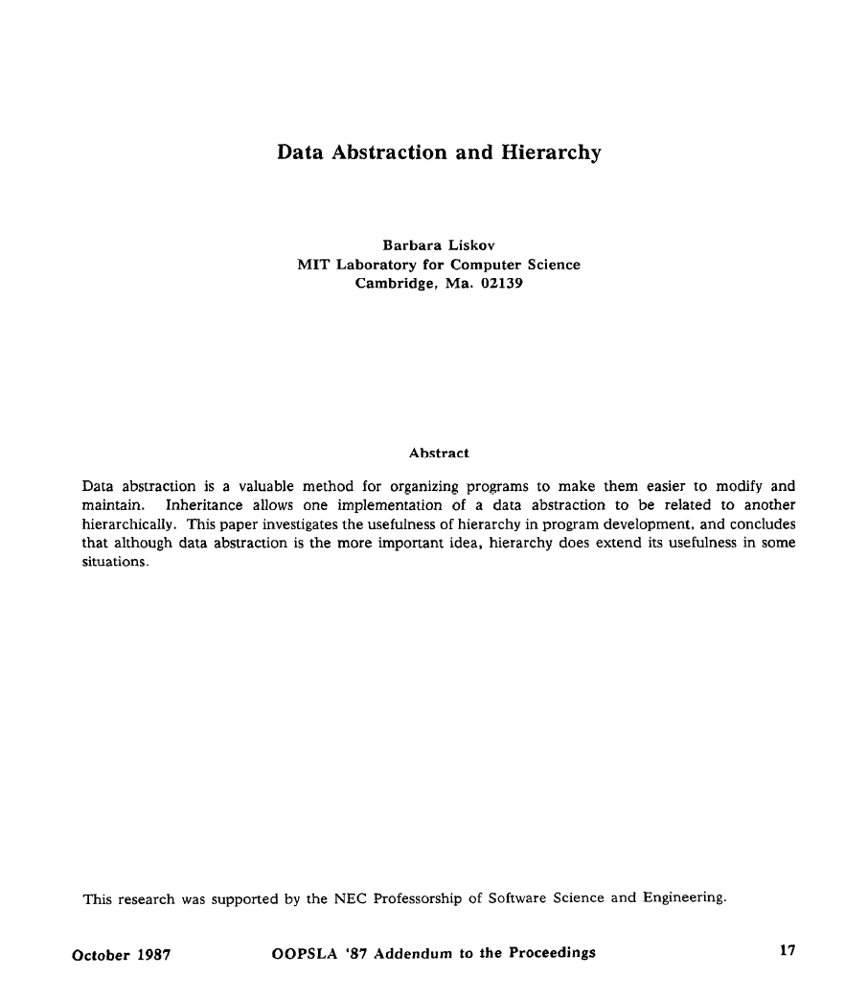 Data Abstraction and Hierarchy
Barbara Liskov
MIT Laboratory for Computer Science
Cambridge, Ma. 02139
Abstract
Data abstraction is a valuable method for organizing programs to make them easier to modify and
maintain. Inheritance allows one implementation of a data abstraction to be related to another
hierarchically. This paper investigates the usefulness of hierarchy in program development, and concludes
that although data abstraction is the more important idea, hierarchy does extend its usefulness in some
situations.
This research was supported by the NEC Professorship of Software Science and Engineering.
October 1987 OOPSLA '87 Addendum to the Proceedings 17